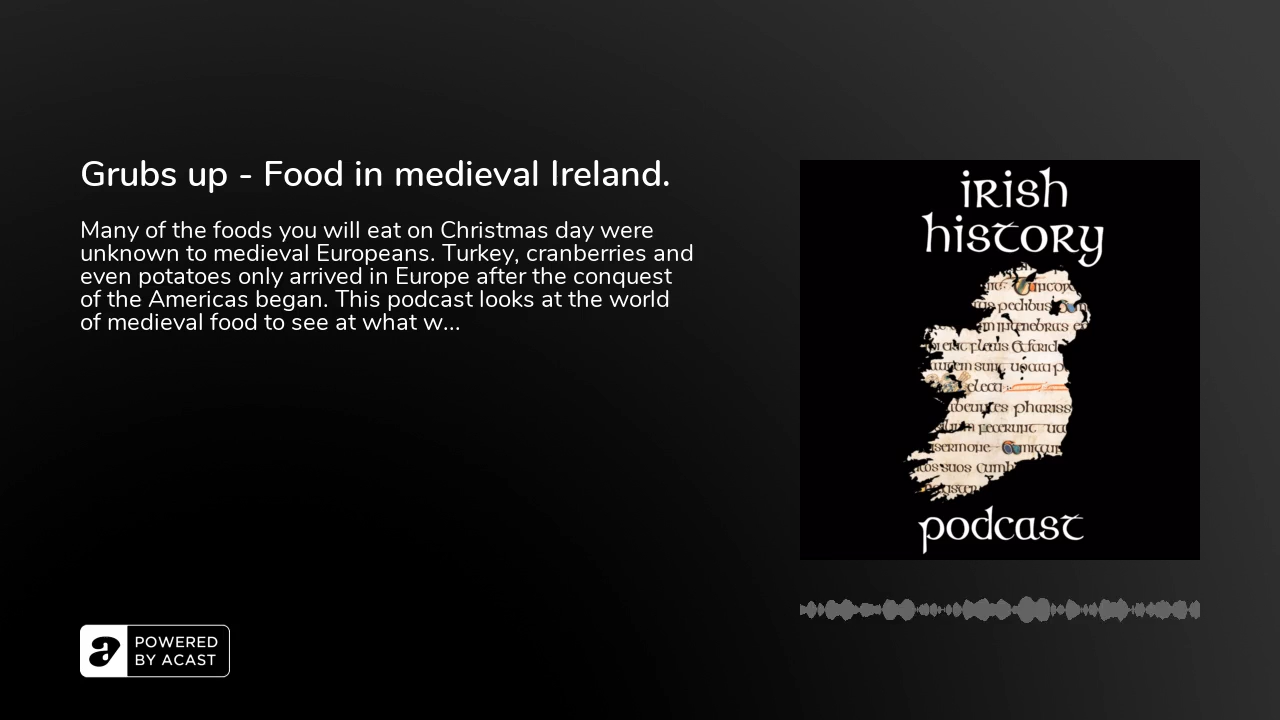 Grubs up - Food in medieval Ireland.
Many of the foods you will eat on Christmas day were
unknown to medieval Europeans. Turkey, cranberries and
even potatoes only arrived in Europe after the conquest
of the Americas began. This podcast looks at the world
of medieval food to see at what w...
irish
history
podcast
a POWERED
BY ACAST